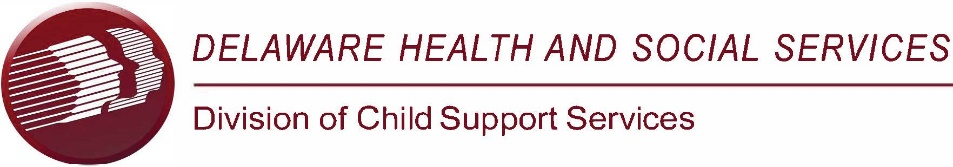 DELAWARE HEALTH AND SOCIAL SERVICES
Division of Child Support Services